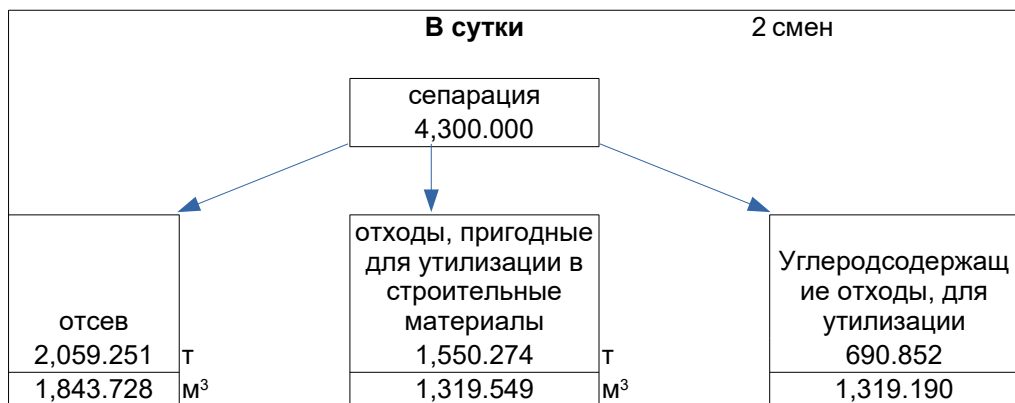 В сутки 2 смен
сепарация
4,300.000
отсев
2,059.251 т
1,843.728 м³
отходы, пригодные
для утилизации в
строительные
материалы
1,550.274 т
1,319.549 м³
Углеродсодержащ
ие отходы, для
утилизации
690.852
1,319.190